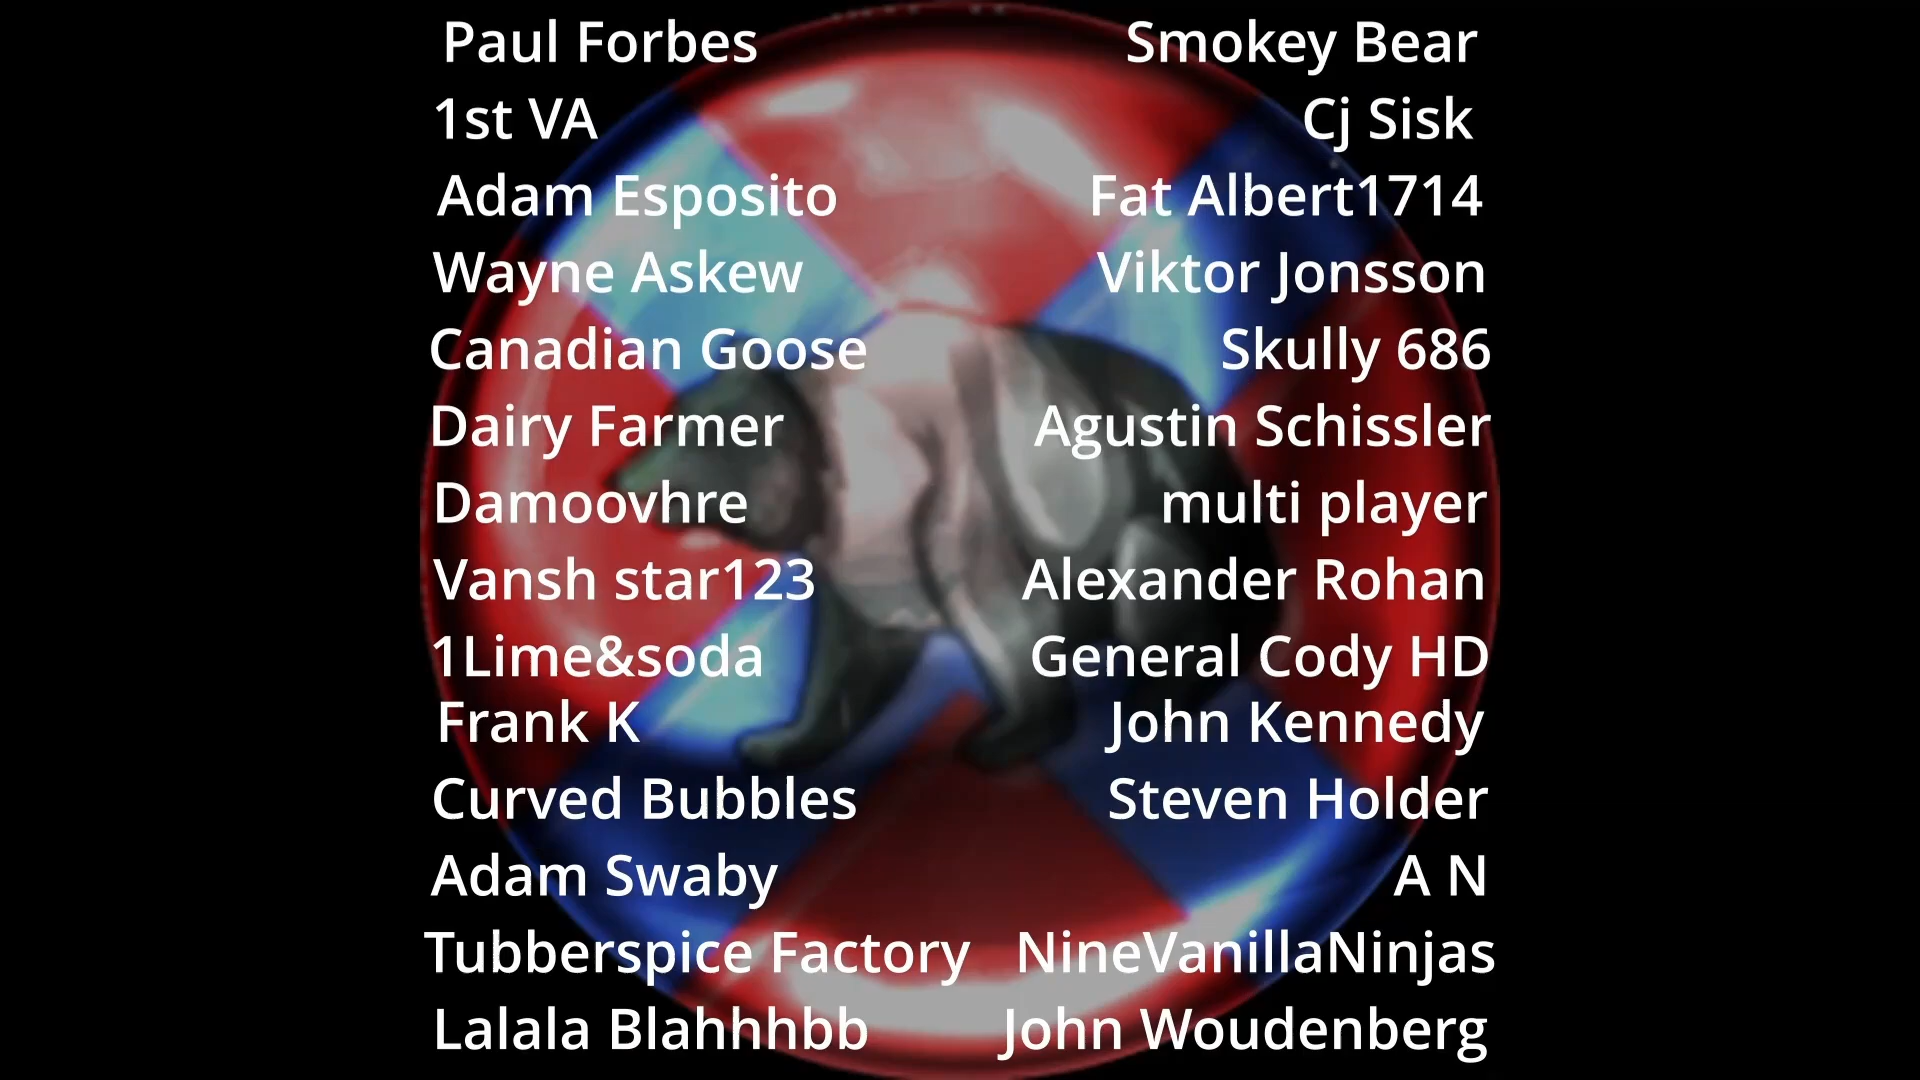 Paul Forbes Smokey Bear
1st VA Cj Sisk
Adam Esposito Fat Albert1714
Wayne Askew Viktor Jonsson
Canadian Goose Skully 686
Dairy Farmer Agustin Schissler
Damoovhre multi player
Vansh star123 Alexander Rohan
1Lime&soda General Cody HD
Frank K John Kennedy
Curved Bubbles Steven Holder
Adam Swaby A N
Tubberspice Factory NineVanillaNinjas
Lalala Blahhhbb John Woudenberg